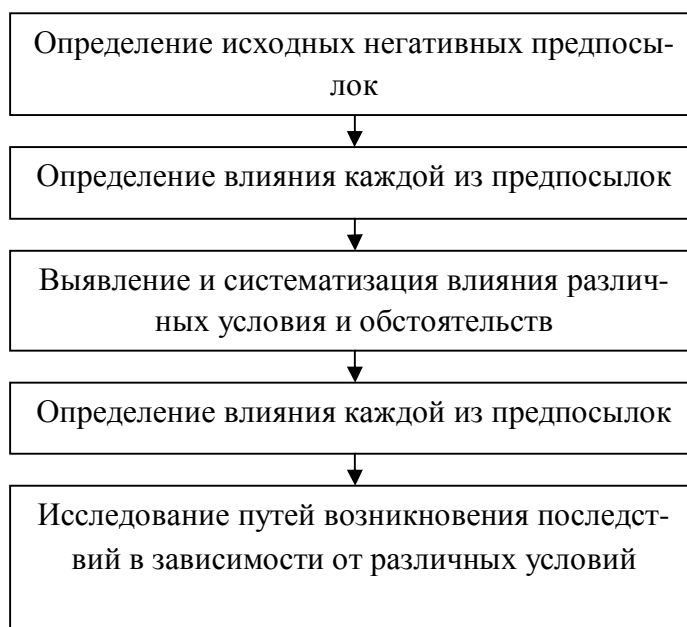 Определение исходных негативных предпосы-
лок
Определение влияния каждой из предпосылок
Выявление и систематизация влияния различ-
ных условия и обстоятельств
Определение влияния каждой из предпосылок
Исследование путей возникновения последст-
вий в зависимости от различных условий